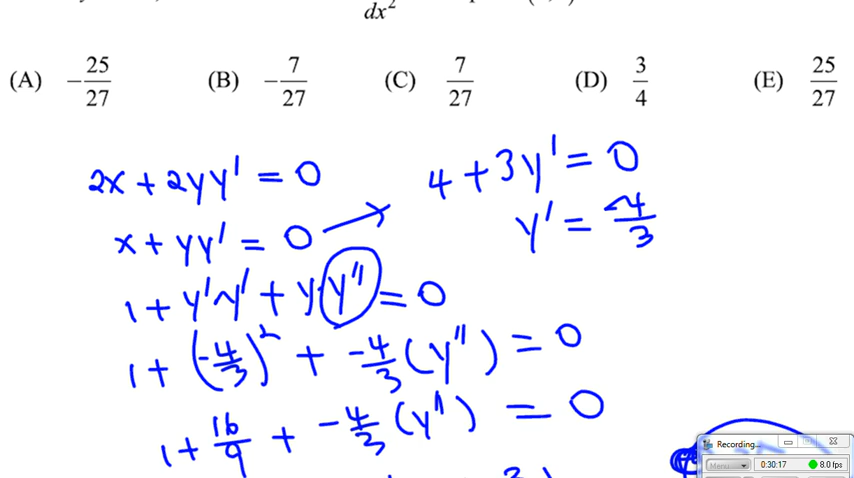 dx²
(A) −25/27 (B) −7/27 (C) 7/27 (D) 3/4 (E) 25/27
2x + 2yy' = 0
x + yy' = 0 →
4 + 3y' = 0
y' = -4/3
1 + y'y' + y y'' = 0
1 + (-4/3)² + -4/3 (y'') = 0
1 + 16/9 + -4/3 (y'') = 0
Recording...
Menu 0:30:17 8.0 fps